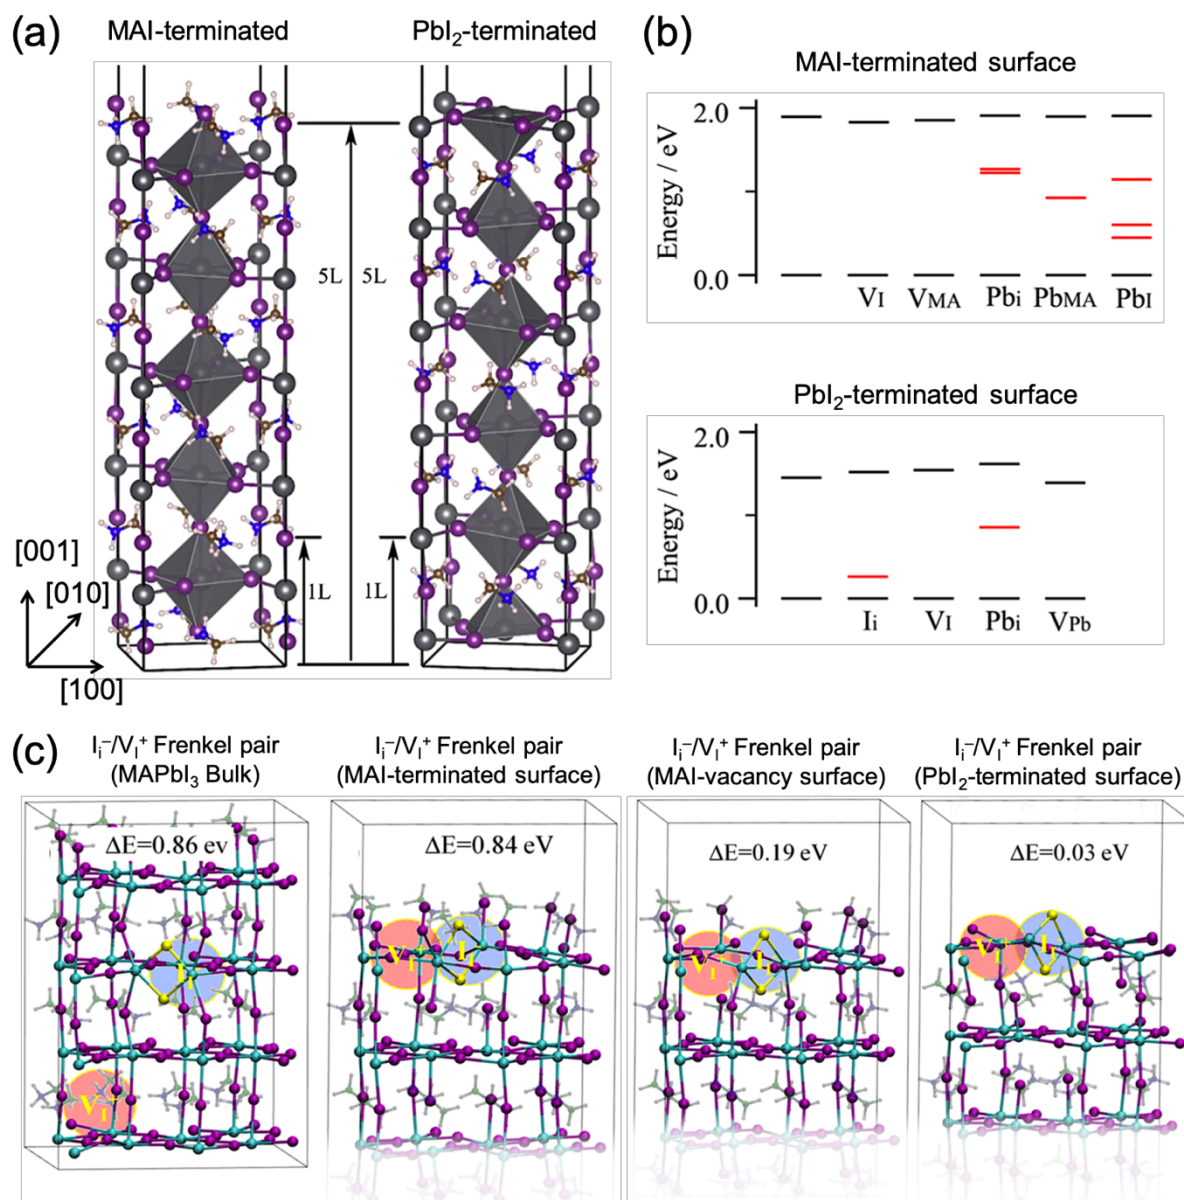 (a)
MAI-terminated
PbI₂-terminated
5L
5L
1L
1L
[001]
[010]
[100]
(b)
MAI-terminated surface
Energy / eV
2.0
0.0
VI
VMA
Pbi
PbMA
PbI
PbI₂-terminated surface
Energy / eV
2.0
0.0
Ii
VI
Pbi
VPb
(c)
Iᵢ⁻/V_I⁺ Frenkel pair
(MAPbI₃ Bulk)
ΔE=0.86 ev
Iᵢ⁻/V_I⁺ Frenkel pair
(MAI-terminated surface)
ΔE=0.84 eV
Iᵢ⁻/V_I⁺ Frenkel pair
(MAI-vacancy surface)
ΔE=0.19 eV
Iᵢ⁻/V_I⁺ Frenkel pair
(PbI₂-terminated surface)
ΔE=0.03 eV